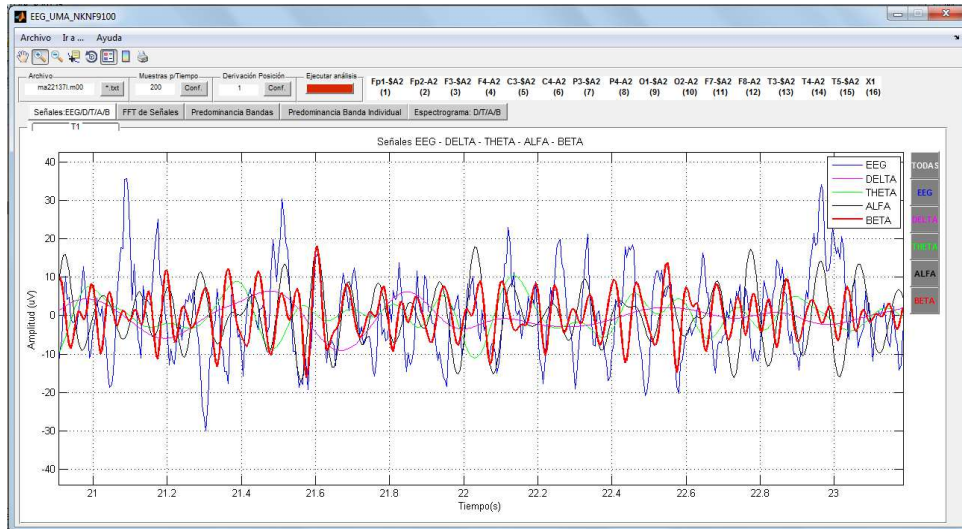 EEG_UMA_NKNF9100
Archivo Ir a ... Ayuda
Archivo Muestras p/Tiempo Derivación Posición Ejecutar análisis
ma22137l.m00 *.txt 200 Conf. 1 Conf.
Fp1-$A2 Fp2-A2 F3-$A2 F4-A2 C3-$A2 C4-A2 P3-$A2 P4-A2 O1-$A2 O2-A2 F7-$A2 F8-A2 T3-$A2 T4-A2 T5-$A2 X1
(1) (2) (3) (4) (5) (6) (7) (8) (9) (10) (11) (12) (13) (14) (15) (16)
Señales:EEG/D/T/A/B FFT de Señales Predominancia Bandas Predominancia Banda Individual Espectrograma: D/T/A/B
T1
Señales EEG - DELTA - THETA - ALFA - BETA
40
30
20
10
0
-10
-20
-30
-40
Amplitud (uV)
EEG
DELTA
THETA
ALFA
BETA
TODAS
EEG
DELTA
THETA
ALFA
BETA
21 21.2 21.4 21.6 21.8 22 22.2 22.4 22.6 22.8 23
Tiempo(s)